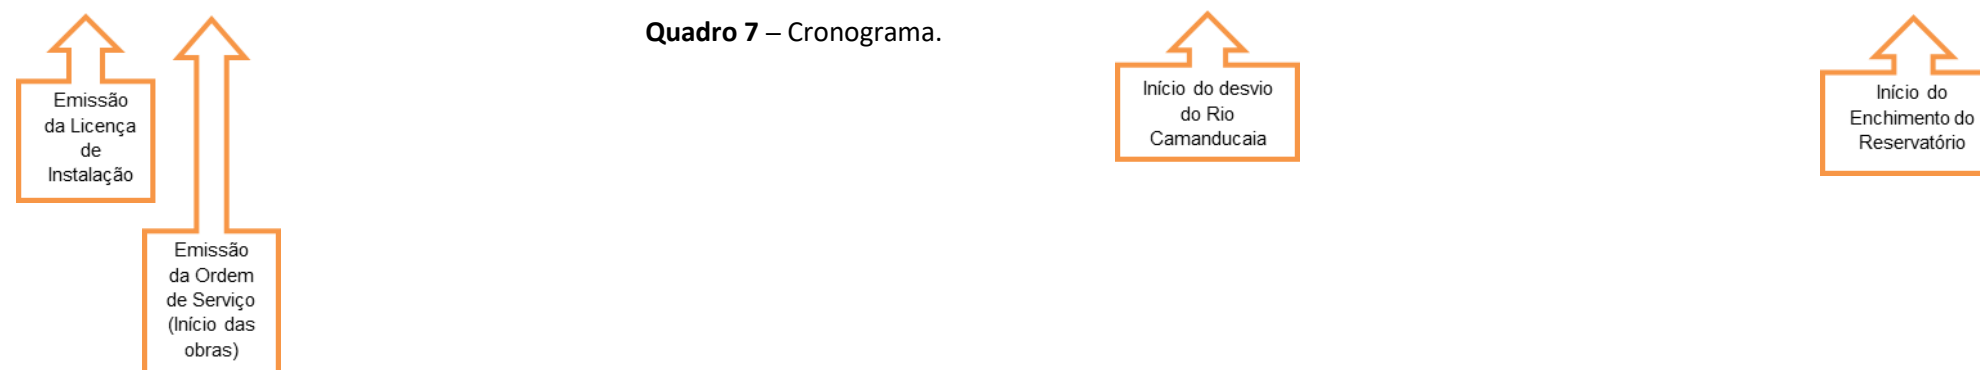 Quadro 7 – Cronograma.
Emissão
da Licença
de
Instalação
Emissão
da Ordem
de Serviço
(Início das
obras)
Início do desvio
do Rio
Camanducaia
Início do
Enchimento do
Reservatório